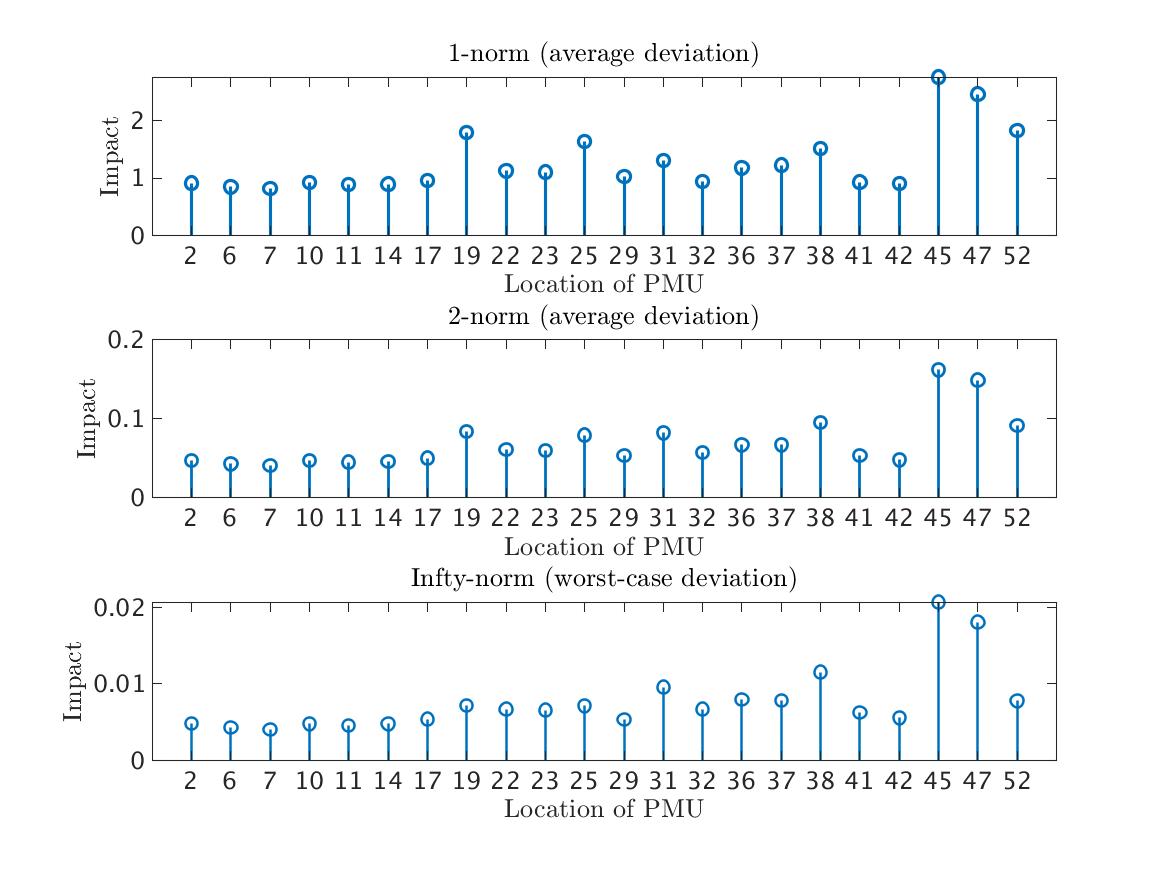 1-norm (average deviation)
Impact
2
1
0
2 6 7 10 11 14 17 19 22 23 25 29 31 32 36 37 38 41 42 45 47 52
Location of PMU
2-norm (average deviation)
Impact
0.2
0.1
0
2 6 7 10 11 14 17 19 22 23 25 29 31 32 36 37 38 41 42 45 47 52
Location of PMU
Infty-norm (worst-case deviation)
Impact
0.02
0.01
0
2 6 7 10 11 14 17 19 22 23 25 29 31 32 36 37 38 41 42 45 47 52
Location of PMU